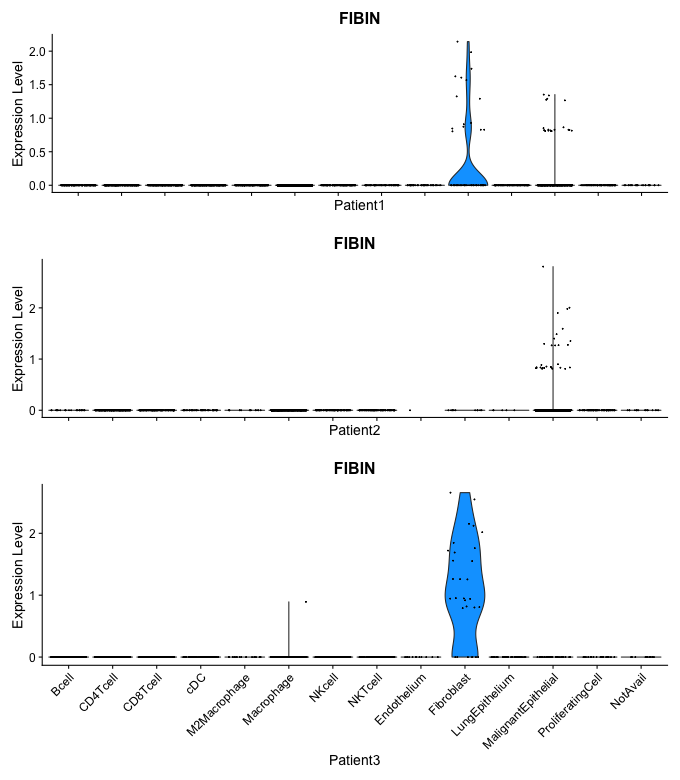 FIBIN
Expression Level
2.0
1.5
1.0
0.5
0.0
Patient1
FIBIN
Expression Level
2
1
0
Patient2
FIBIN
Expression Level
2
1
0
Bcell
CD4Tcell
CD8Tcell
cDC
M2Macrophage
Macrophage
NKcell
NKTcell
Endothelium
Fibroblast
LungEpithelium
MalignantEpithelial
ProliferatingCell
NotAvail
Patient3